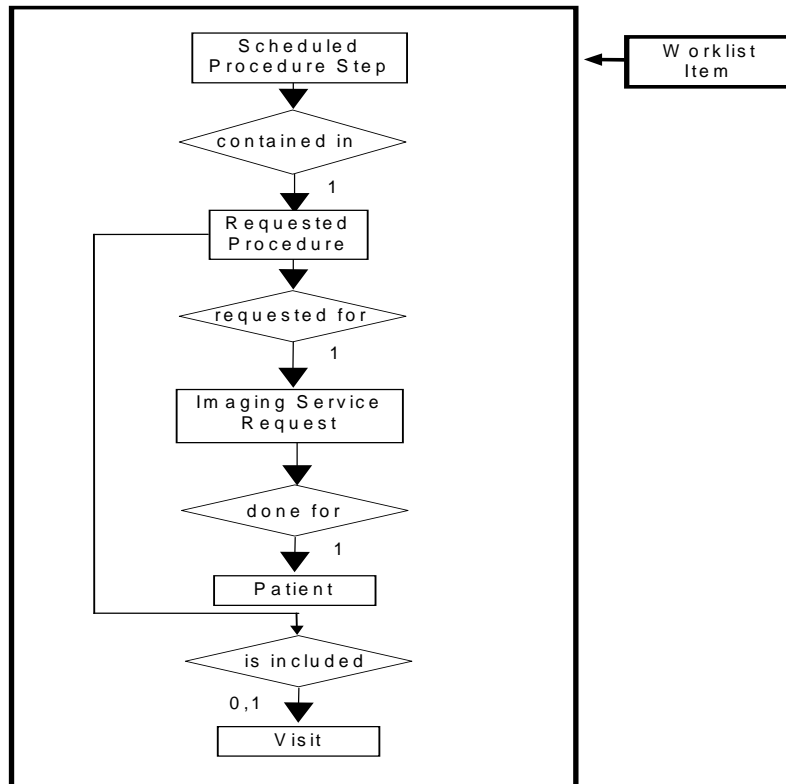 Scheduled
Procedure Step
Worklist
Item
contained in
1
Requested
Procedure
requested for
1
Imaging Service
Request
done for
1
Patient
is included
0,1
Visit